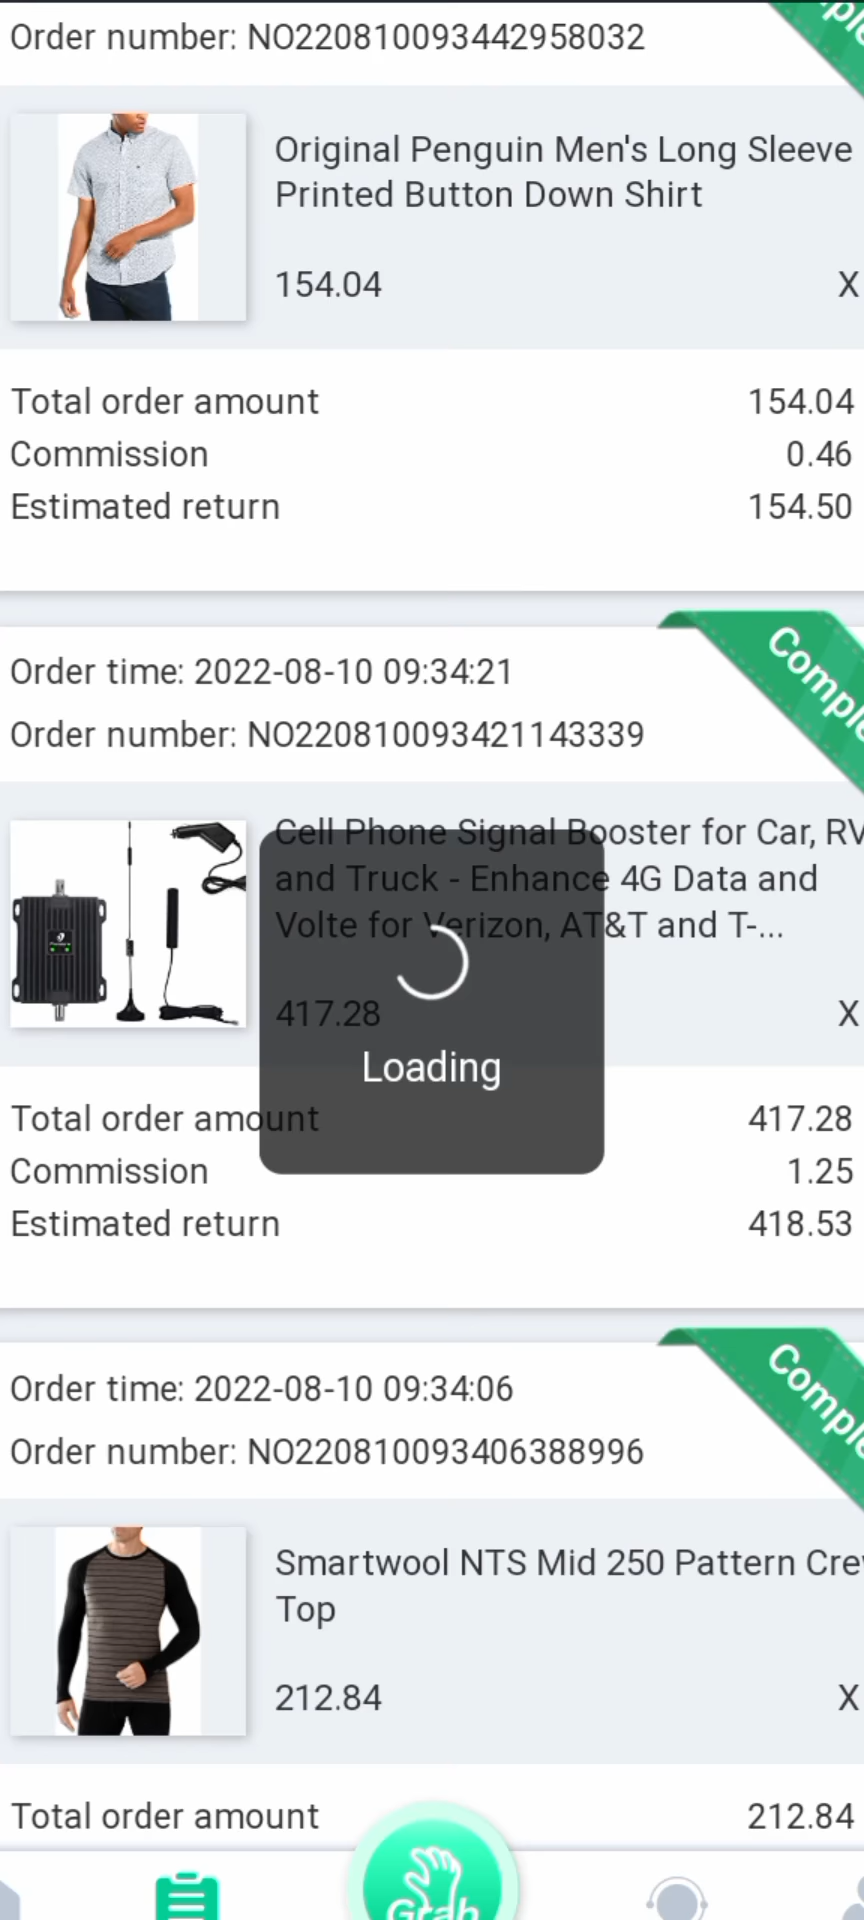 Order number: NO220810093442958032
Original Penguin Men's Long Sleeve
Printed Button Down Shirt
154.04 X
Total order amount 154.04
Commission 0.46
Estimated return 154.50
Order time: 2022-08-10 09:34:21
Order number: NO220810093421143339
Cell Phone Signal Booster for Car, RV
and Truck - Enhance 4G Data and
Volte for Verizon, AT&T and T-...
417.28 X
Loading
Total order amount 417.28
Commission 1.25
Estimated return 418.53
Order time: 2022-08-10 09:34:06
Order number: NO220810093406388996
Smartwool NTS Mid 250 Pattern
Top
212.84 X
Total order amount 212.84
Grab